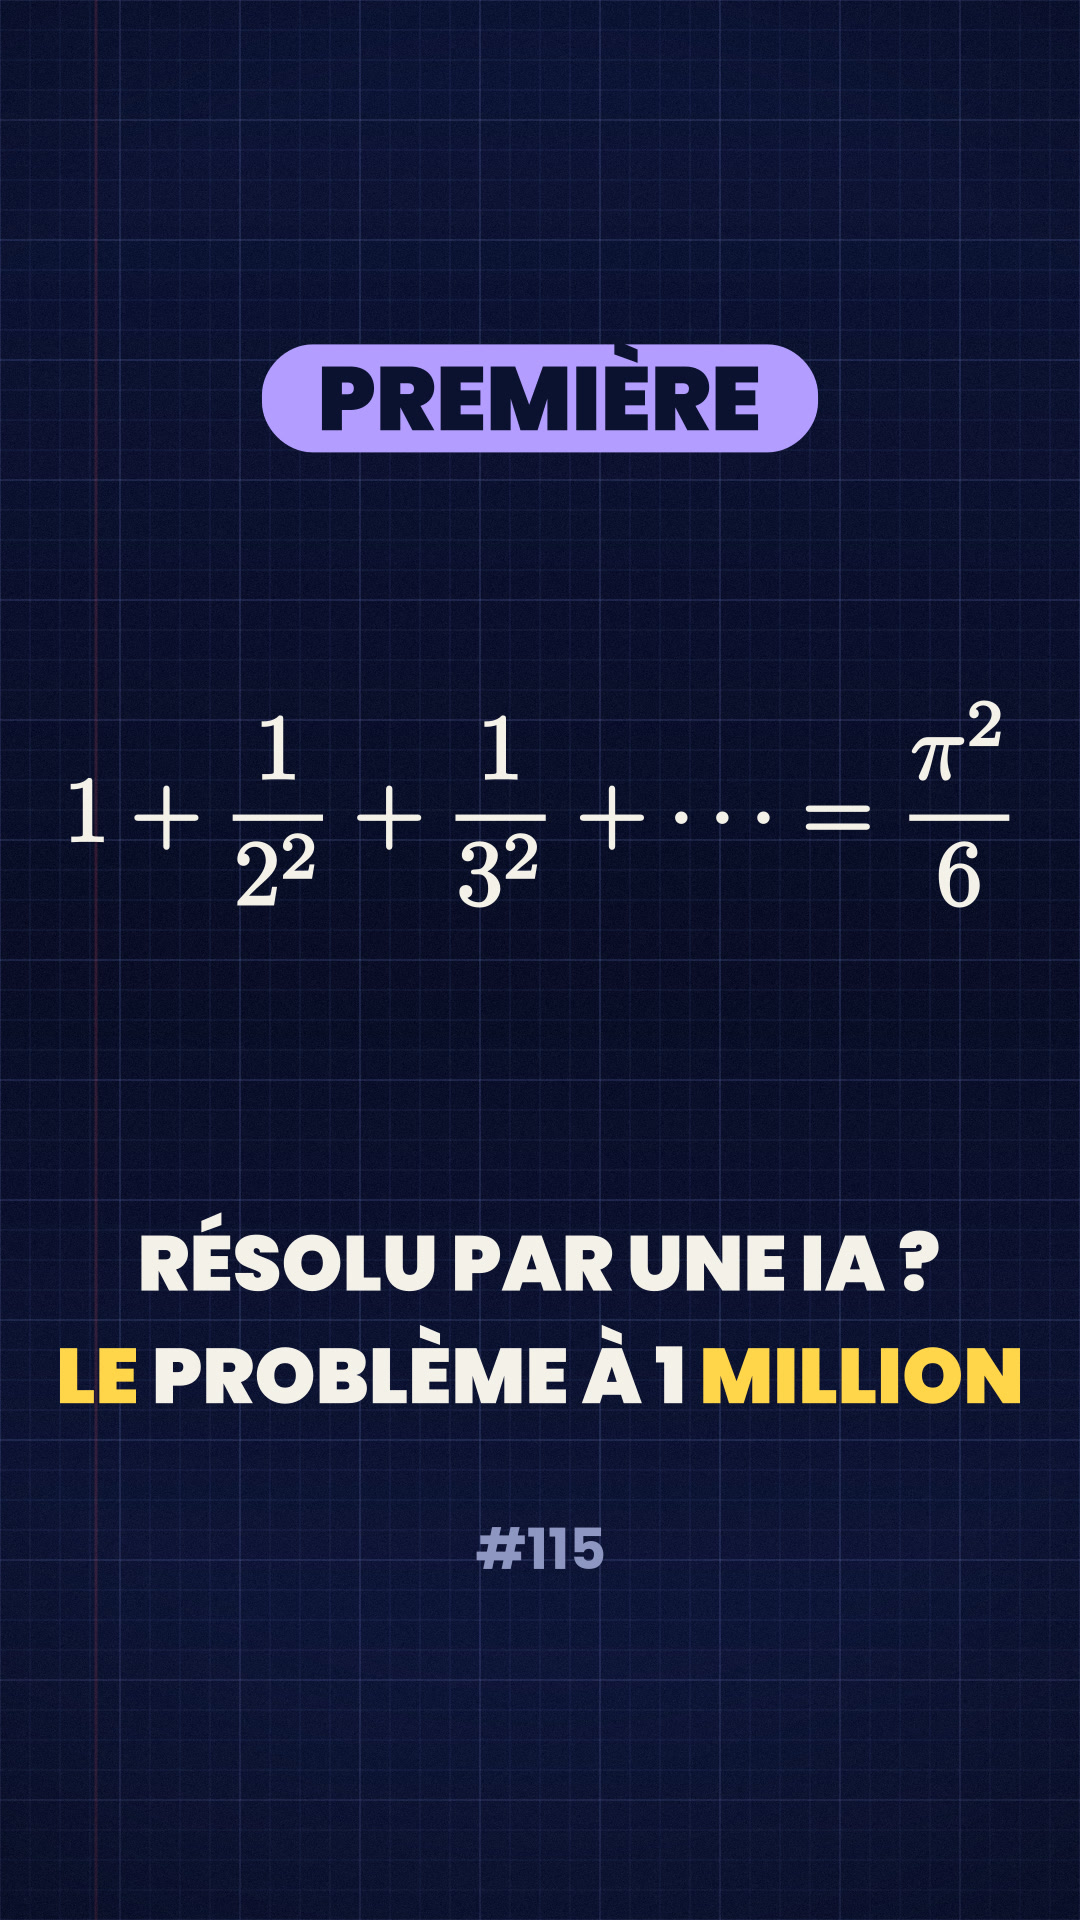 PREMIÈRE
1 + 1/2² + 1/3² + ··· = π²/6
RÉSOLU PAR UNE IA ?
LE PROBLÈME À 1 MILLION
#115